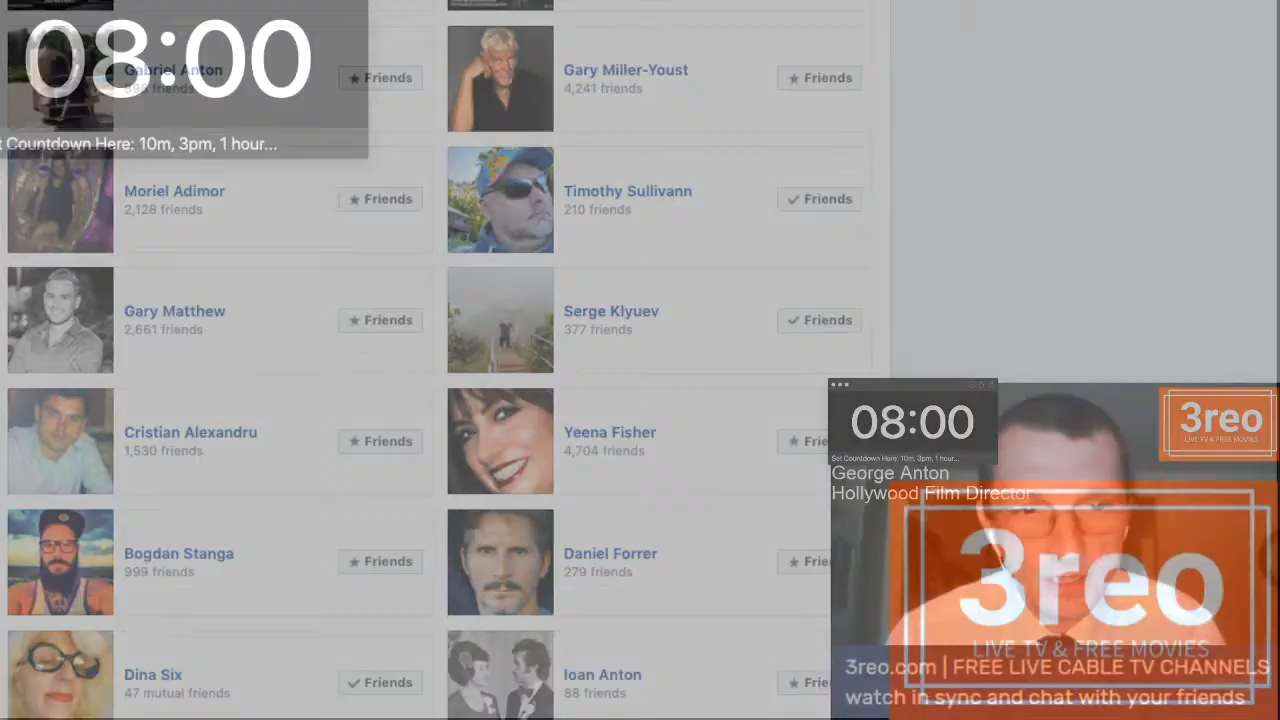 08:00
Gabriel Anton
895 friends
Friends
Gary Miller-Youst
4,241 friends
Friends
t Countdown Here: 10m, 3pm, 1 hour...
Moriel Adimor
2,128 friends
Friends
Timothy Sullivann
210 friends
Friends
Gary Matthew
2,661 friends
Friends
Serge Klyuev
377 friends
Friends
Cristian Alexandru
1,530 friends
Friends
Yeena Fisher
4,704 friends
Frie
Bogdan Stanga
999 friends
Friends
Daniel Forrer
279 friends
Frie
Dina Six
47 mutual friends
Friends
Ioan Anton
88 friends
Frie
08:00
Set Countdown Here: 10m, 3pm, 1 hour...
George Anton
Hollywood Film Director
3reo
LIVE TV & FREE MOVIES
3reo
LIVE TV & FREE MOVIES
3reo.com | FREE LIVE CABLE TV CHANNELS
watch in sync and chat with your friends